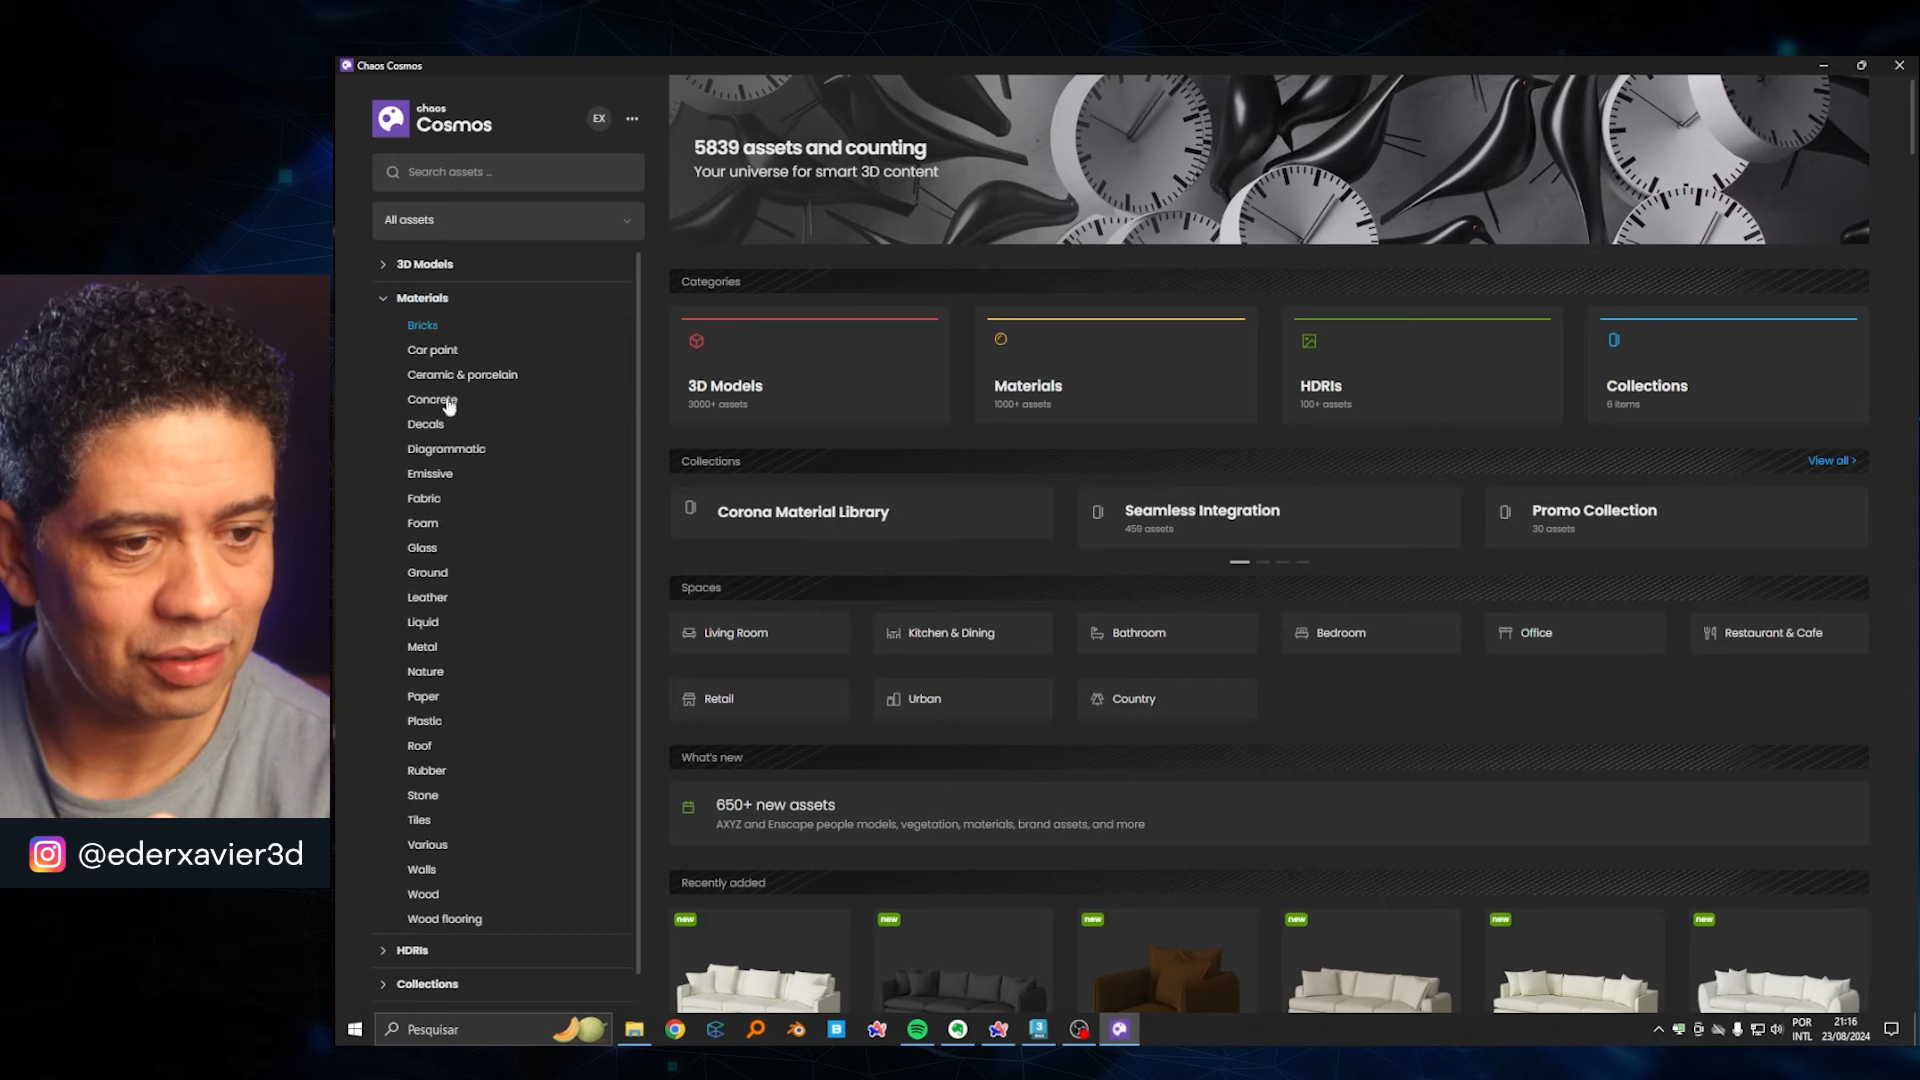 Chaos Cosmos
chaos
Cosmos
EX
Search assets ...
All assets
3D Models
Materials
Bricks
Car paint
Ceramic & porcelain
Concrete
Decals
Diagrammatic
Emissive
Fabric
Foam
Glass
Ground
Leather
Liquid
Metal
Nature
Paper
Plastic
Roof
Rubber
Stone
Tiles
Various
Walls
Wood
Wood flooring
HDRIs
Collections
5839 assets and counting
Your universe for smart 3D content
Categories
3D Models
3000+ assets
Materials
1000+ assets
HDRIs
100+ assets
Collections
6 items
Collections
View all >
Corona Material Library
Seamless Integration
459 assets
Promo Collection
30 assets
Spaces
Living Room
Kitchen & Dining
Bathroom
Bedroom
Office
Restaurant & Cafe
Retail
Urban
Country
What's new
650+ new assets
AXYZ and Enscape people models, vegetation, materials, brand assets, and more
Recently added
new
new
new
new
new
new
@ederxavier3d
Pesquisar
B
3
POR
INTL
21:16
23/08/2024